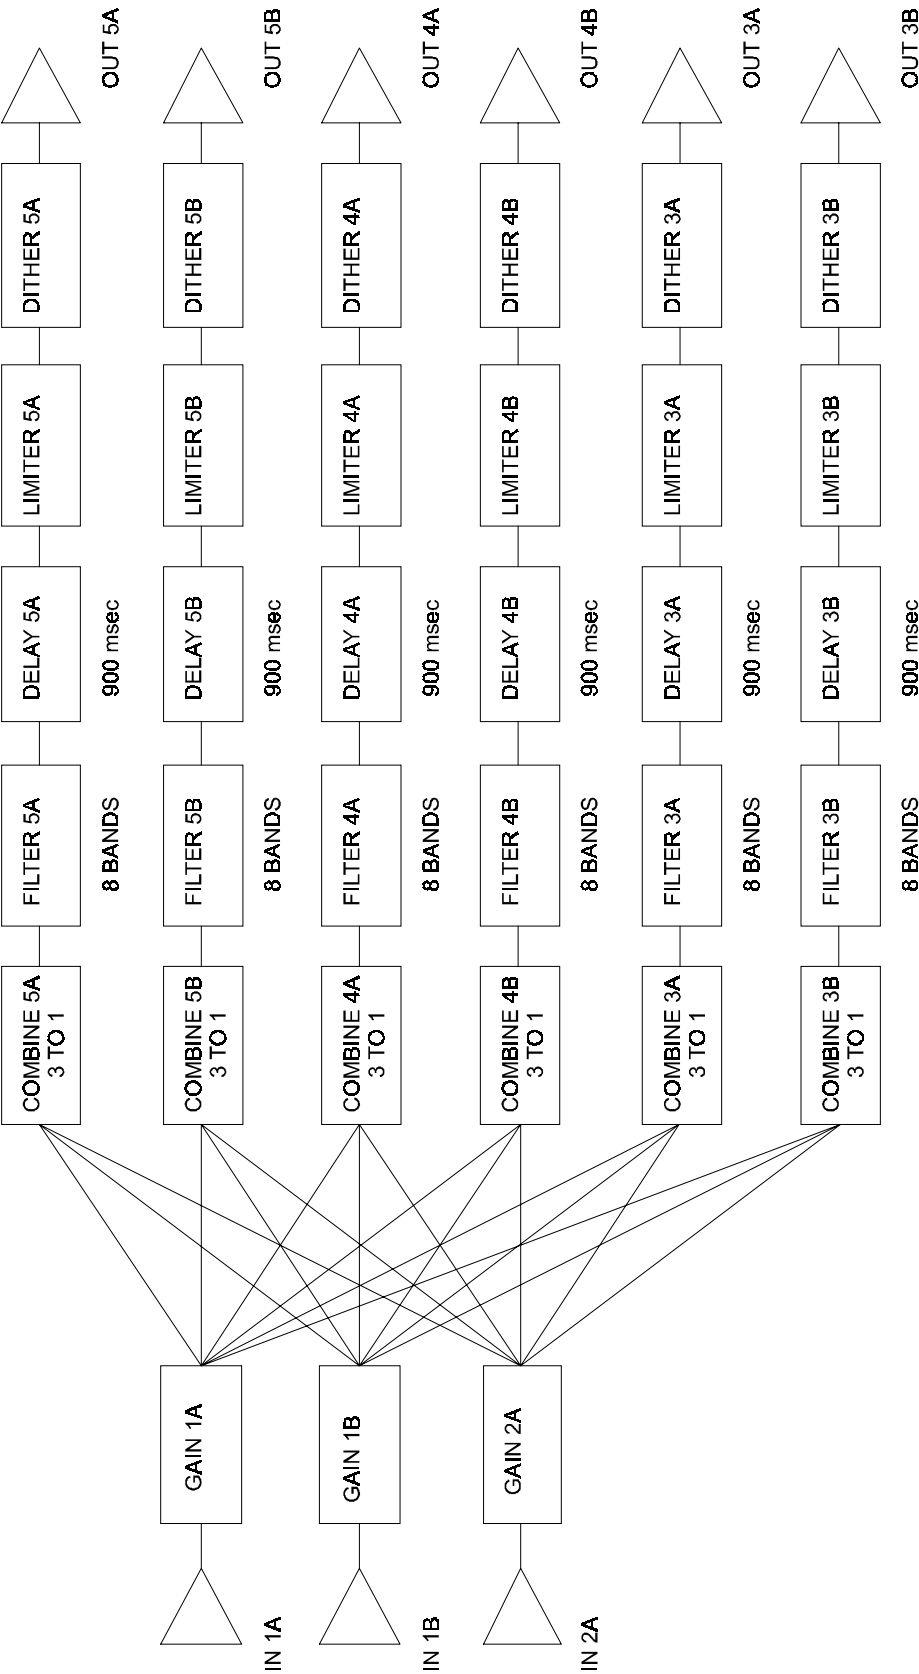 OUT 5A
OUT 5B
OUT 4A
OUT 4B
OUT 3A
OUT 3B
DITHER 5A
DITHER 5B
DITHER 4A
DITHER 4B
DITHER 3A
DITHER 3B
LIMITER 5A
LIMITER 5B
LIMITER 4A
LIMITER 4B
LIMITER 3A
LIMITER 3B
DELAY 5A
900 msec
DELAY 5B
900 msec
DELAY 4A
900 msec
DELAY 4B
900 msec
DELAY 3A
900 msec
DELAY 3B
900 msec
FILTER 5A
8 BANDS
FILTER 5B
8 BANDS
FILTER 4A
8 BANDS
FILTER 4B
8 BANDS
FILTER 3A
8 BANDS
FILTER 3B
8 BANDS
COMBINE 5A
3 TO 1
COMBINE 5B
3 TO 1
COMBINE 4A
3 TO 1
COMBINE 4B
3 TO 1
COMBINE 3A
3 TO 1
COMBINE 3B
3 TO 1
GAIN 1A
GAIN 1B
GAIN 2A
IN 1A
IN 1B
IN 2A